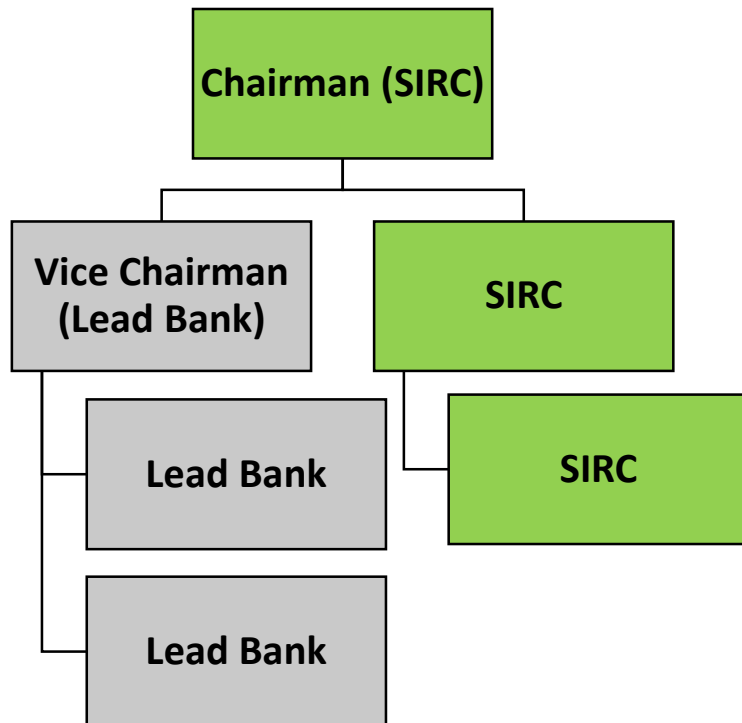 Chairman (SIRC)
Vice Chairman
(Lead Bank)
SIRC
Lead Bank
SIRC
Lead Bank